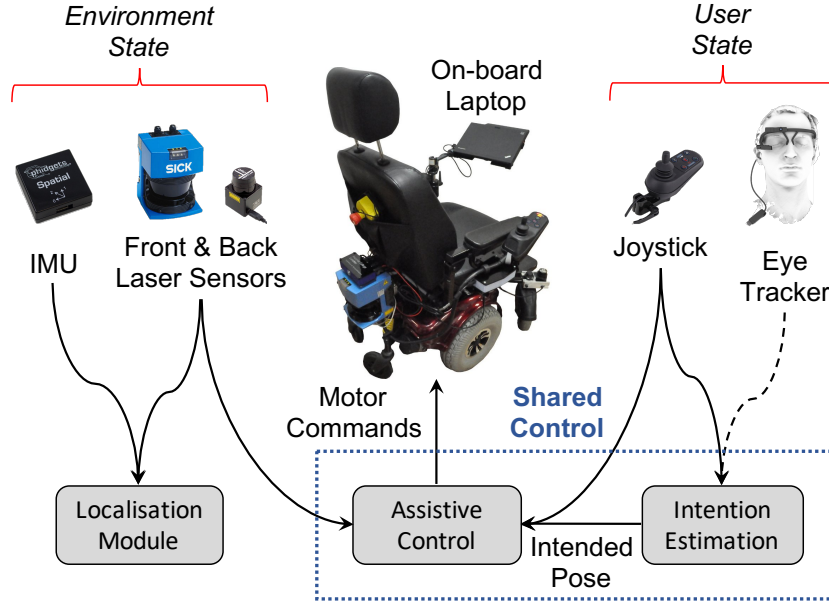 Environment
State
User
State
On-board
Laptop
phidgets
Spatial
SICK
IMU
Front & Back
Laser Sensors
Joystick
Eye
Tracker
Motor
Commands
Shared
Control
Localisation
Module
Assistive
Control
Intended
Pose
Intention
Estimation